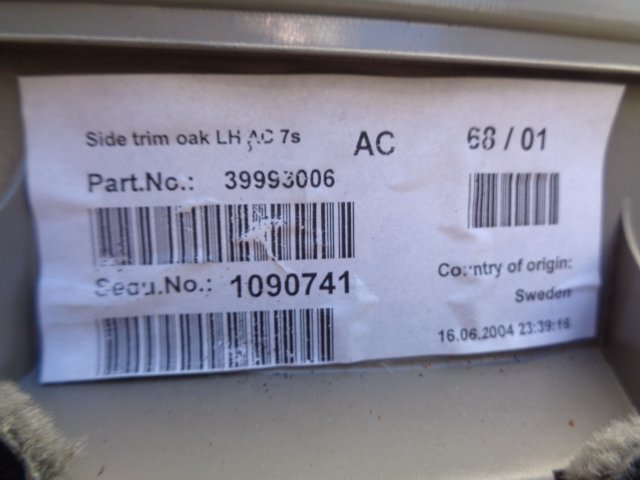 Side trim oak LH AC 7s
AC
68 / 01
Part.No.: 39993006
Sequ.No.: 1090741
Country of origin:
Sweden
16.06.2004 23:39:16